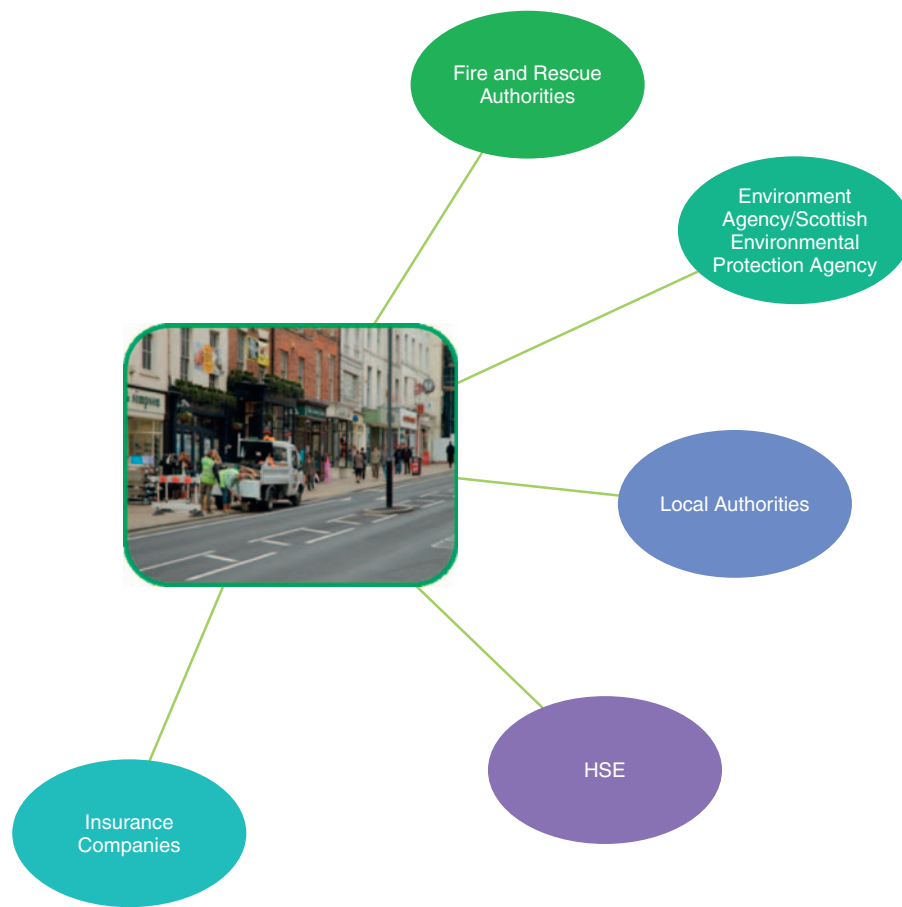 Fire and Rescue
Authorities
Environment
Agency/Scottish
Environmental
Protection Agency
Local Authorities
HSE
Insurance
Companies